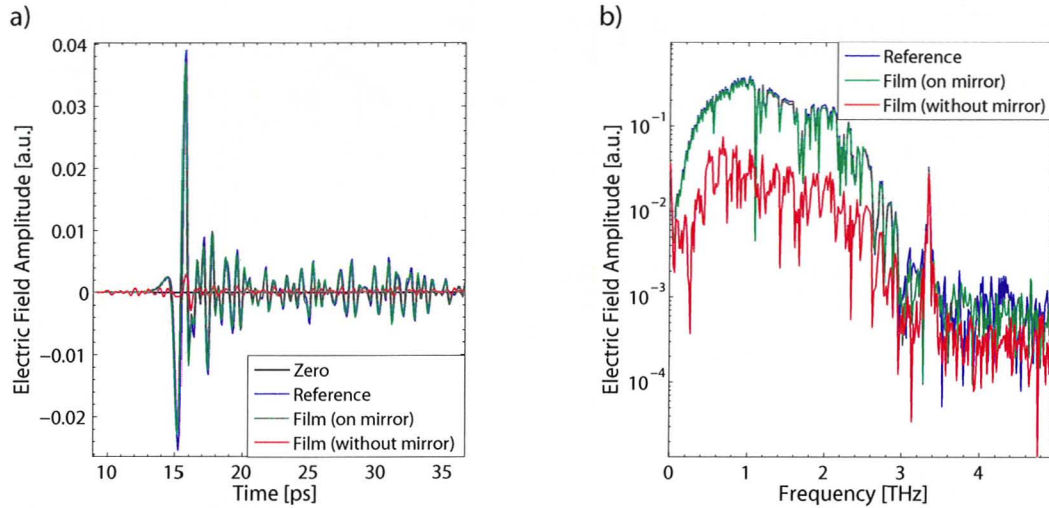 a)
Electric Field Amplitude [a.u.]
0.04
0.03
0.02
0.01
0
−0.01
−0.02
Zero
Reference
Film (on mirror)
Film (without mirror)
10 15 20 25 30 35
Time [ps]
b)
Electric Field Amplitude [a.u.]
10⁻¹
10⁻²
10⁻³
10⁻⁴
Reference
Film (on mirror)
Film (without mirror)
0 1 2 3 4
Frequency [THz]